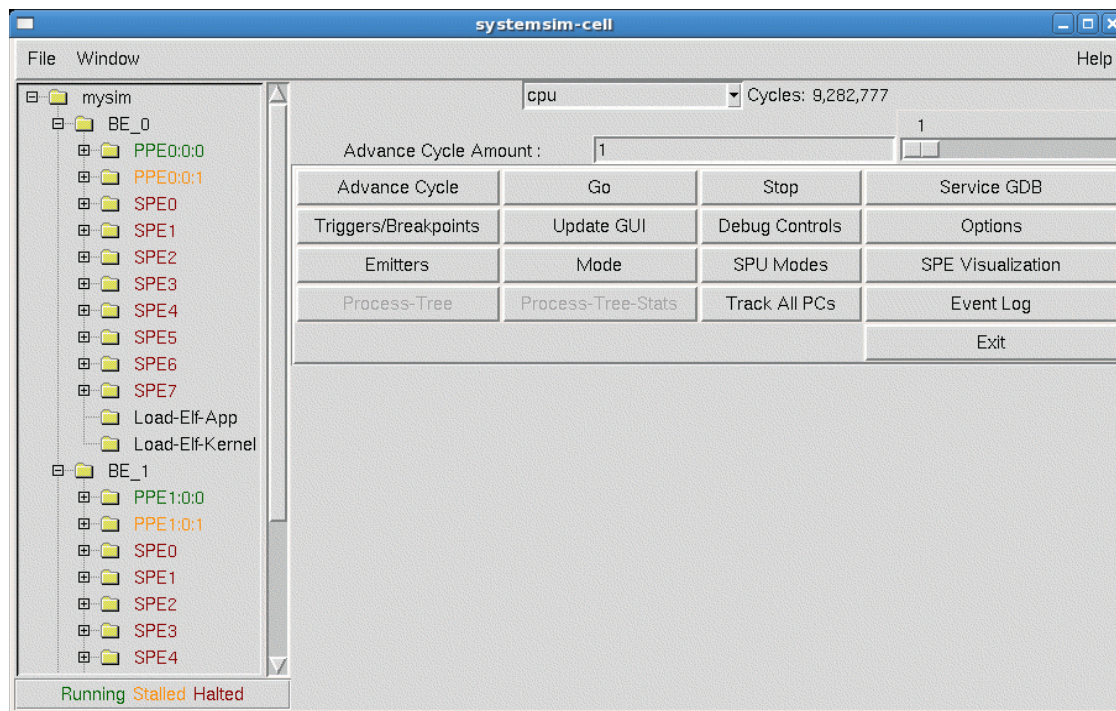 systemsim-cell
File Window Help
mysim
BE_0
PPE0:0:0
PPE0:0:1
SPE0
SPE1
SPE2
SPE3
SPE4
SPE5
SPE6
SPE7
Load-Elf-App
Load-Elf-Kernel
BE_1
PPE1:0:0
PPE1:0:1
SPE0
SPE1
SPE2
SPE3
SPE4
Running Stalled Halted
cpu Cycles: 9,282,777
1
Advance Cycle Amount : 1
Advance Cycle Go Stop Service GDB
Triggers/Breakpoints Update GUI Debug Controls Options
Emitters Mode SPU Modes SPE Visualization
Process-Tree Process-Tree-Stats Track All PCs Event Log
Exit